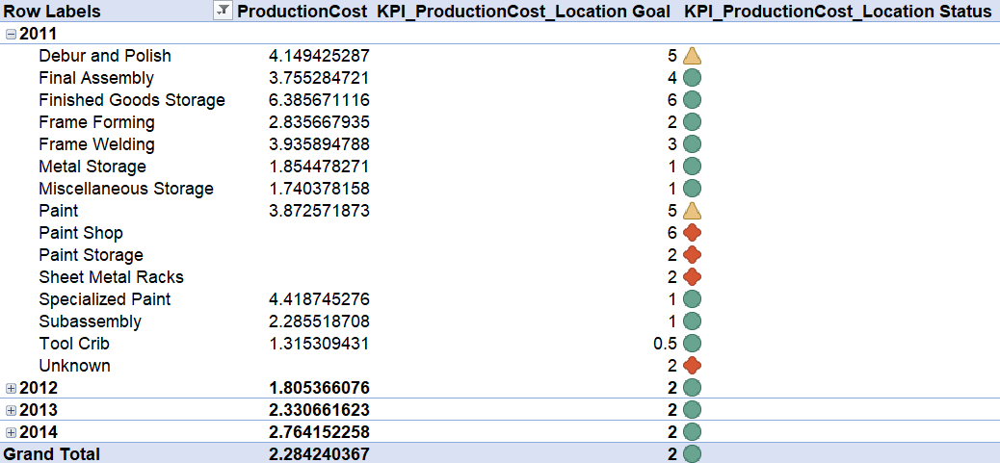 Row Labels ProductionCost KPI_ProductionCost_Location Goal KPI_ProductionCost_Location Status
2011
Debur and Polish 4.149425287 5
Final Assembly 3.755284721 4
Finished Goods Storage 6.385671116 6
Frame Forming 2.835667935 2
Frame Welding 3.935894788 3
Metal Storage 1.854478271 1
Miscellaneous Storage 1.740378158 1
Paint 3.872571873 5
Paint Shop 6
Paint Storage 2
Sheet Metal Racks 2
Specialized Paint 4.418745276 1
Subassembly 2.285518708 1
Tool Crib 1.315309431 0.5
Unknown 2
2012 1.805366076 2
2013 2.330661623 2
2014 2.764152258 2
Grand Total 2.284240367 2